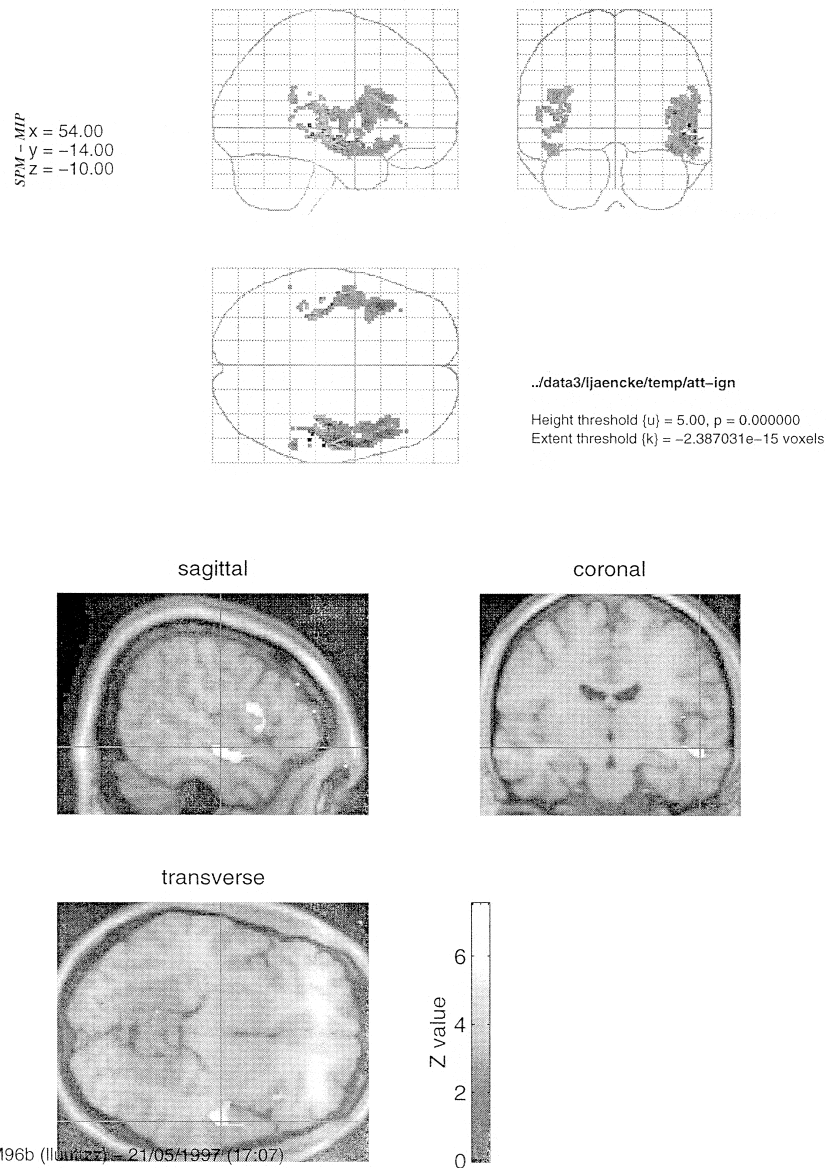 SPM - MIP
x = 54.00
y = −14.00
z = −10.00
../data3/ljaencke/temp/att−ign
Height threshold {u} = 5.00, p = 0.000000
Extent threshold {k} = −2.387031e−15 voxels
sagittal
coronal
transverse
Z value
6
4
2
0
M96b – 21/05/1997 (17:07)